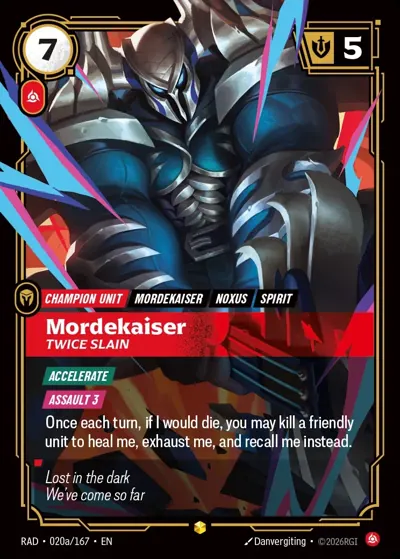 7
5
CHAMPION UNIT MORDEKAISER NOXUS SPIRIT
Mordekaiser
TWICE SLAIN
ACCELERATE
ASSAULT 3
Once each turn, if I would die, you may kill a friendly
unit to heal me, exhaust me, and recall me instead.
Lost in the dark
We've come so far
RAD • 020a/167 • EN Danvergiting • ©2026RGI